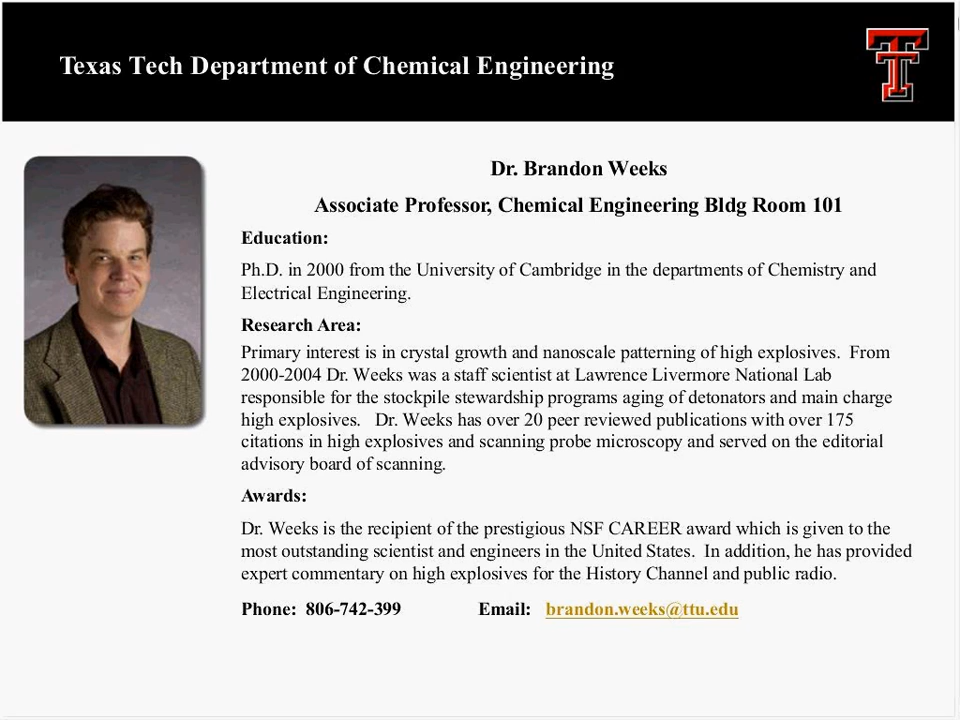 Texas Tech Department of Chemical Engineering
Dr. Brandon Weeks
Associate Professor, Chemical Engineering Bldg Room 101
Education:
Ph.D. in 2000 from the University of Cambridge in the departments of Chemistry and
Electrical Engineering.
Research Area:
Primary interest is in crystal growth and nanoscale patterning of high explosives.  From
2000-2004 Dr. Weeks was a staff scientist at Lawrence Livermore National Lab
responsible for the stockpile stewardship programs aging of detonators and main charge
high explosives.   Dr. Weeks has over 20 peer reviewed publications with over 175
citations in high explosives and scanning probe microscopy and served on the editorial
advisory board of scanning.
Awards:
Dr. Weeks is the recipient of the prestigious NSF CAREER award which is given to the
most outstanding scientist and engineers in the United States.  In addition, he has provided
expert commentary on high explosives for the History Channel and public radio.
Phone:  806-742-399   Email:   brandon.weeks@ttu.edu